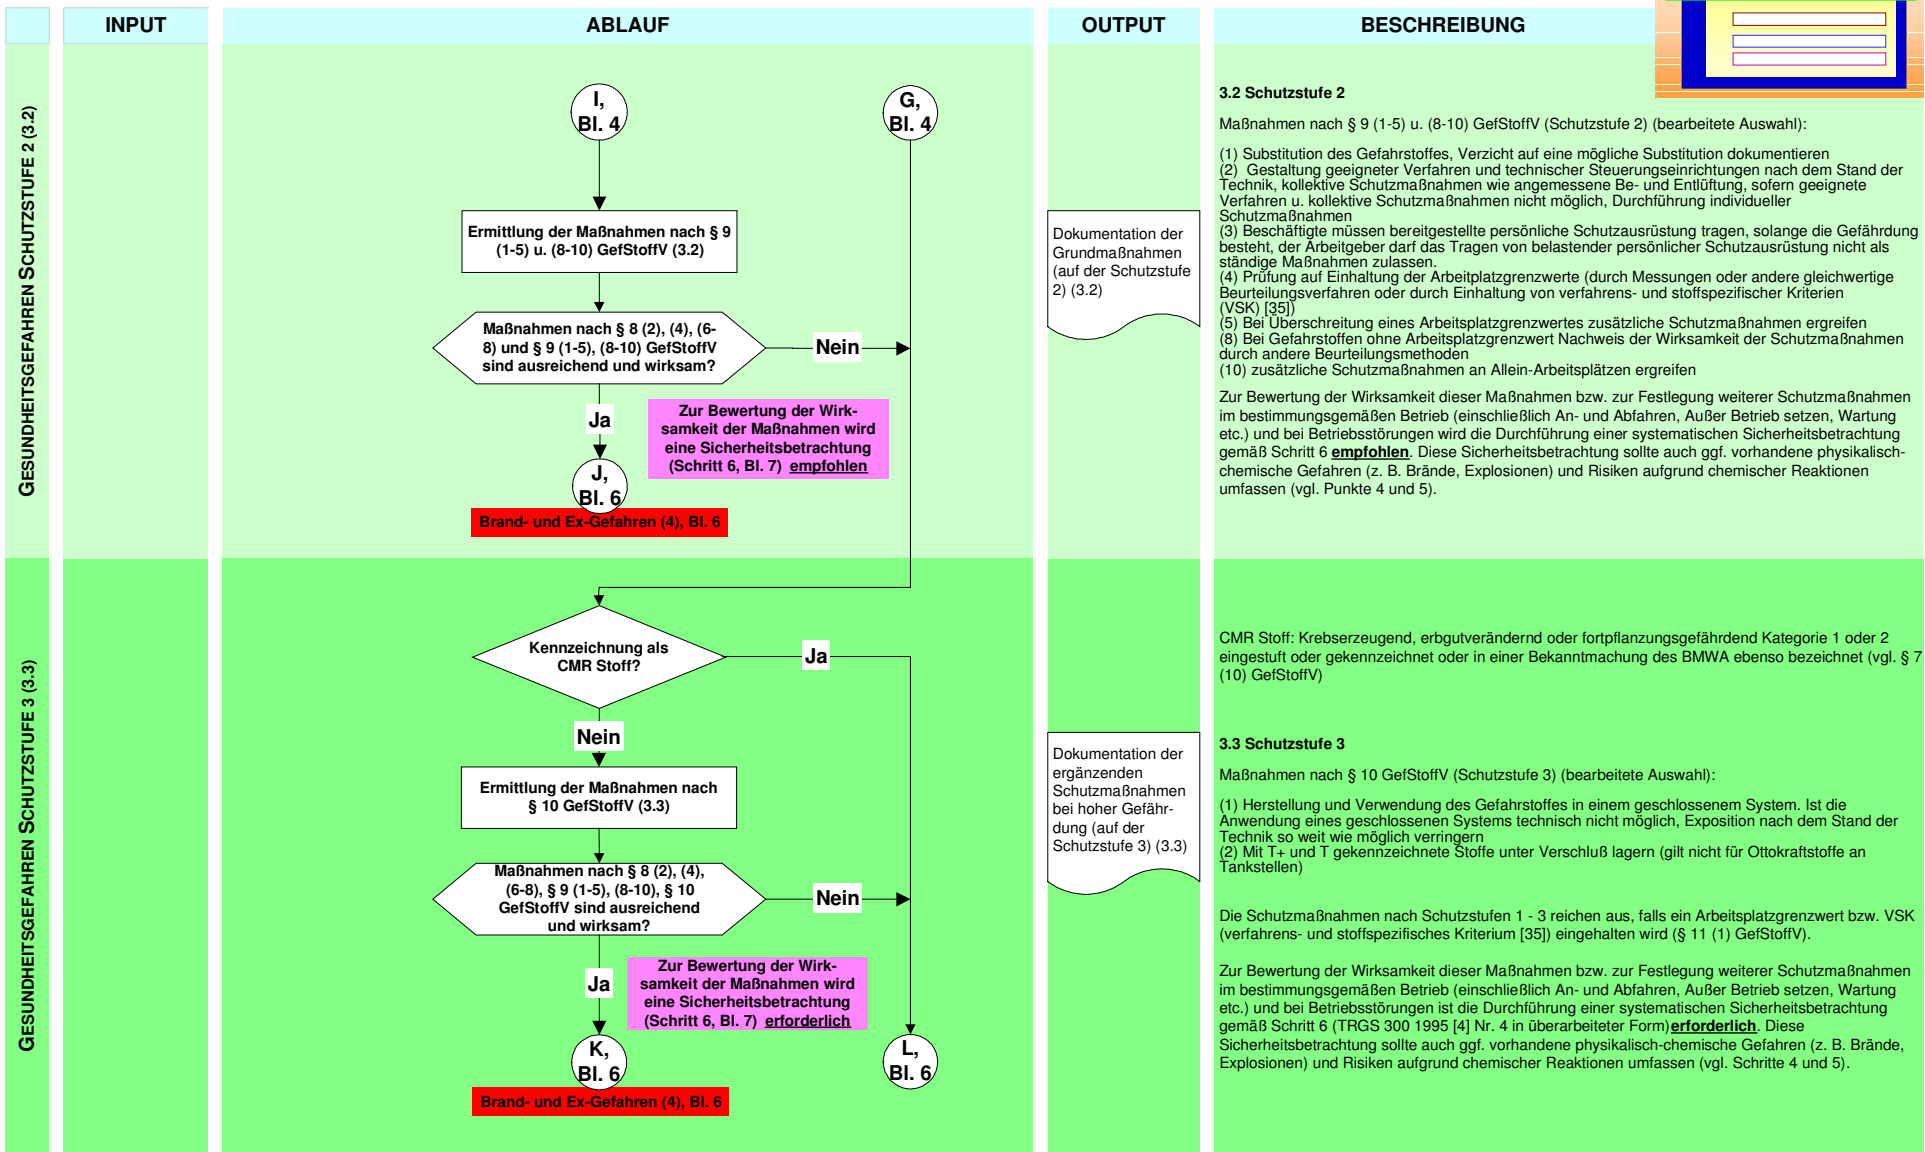 INPUT
ABLAUF
OUTPUT
BESCHREIBUNG
GESUNDHEITSGEFAHREN SCHUTZSTUFE 2 (3.2)
I,
Bl. 4
G,
Bl. 4
Ermittlung der Maßnahmen nach § 9
(1-5) u. (8-10) GefStoffV (3.2)
Maßnahmen nach § 8 (2), (4), (6-
8) und § 9 (1-5), (8-10) GefStoffV
sind ausreichend und wirksam?
Nein
Ja
Zur Bewertung der Wirk-
samkeit der Maßnahmen wird
eine Sicherheitsbetrachtung
(Schritt 6, Bl. 7) empfohlen
J,
Bl. 6
Brand- und Ex-Gefahren (4), Bl. 6
Dokumentation der
Grundmaßnahmen
(auf der Schutzstufe
2) (3.2)
3.2 Schutzstufe 2
Maßnahmen nach § 9 (1-5) u. (8-10) GefStoffV (Schutzstufe 2) (bearbeitete Auswahl):
(1) Substitution des Gefahrstoffes, Verzicht auf eine mögliche Substitution dokumentieren
(2) Gestaltung geeigneter Verfahren und technischer Steuerungseinrichtungen nach dem Stand der
Technik, kollektive Schutzmaßnahmen wie angemessene Be- und Entlüftung, sofern geeignete
Verfahren u. kollektive Schutzmaßnahmen nicht möglich, Durchführung individueller
Schutzmaßnahmen
(3) Beschäftigte müssen bereitgestellte persönliche Schutzausrüstung tragen, solange die Gefährdung
besteht, der Arbeitgeber darf das Tragen von belastender persönlicher Schutzausrüstung nicht als
ständige Maßnahmen zulassen.
(4) Prüfung auf Einhaltung der Arbeitplatzgrenzwerte (durch Messungen oder andere gleichwertige
Beurteilungsverfahren oder durch Einhaltung von verfahrens- und stoffspezifischer Kriterien
(VSK) [35])
(5) Bei Überschreitung eines Arbeitsplatzgrenzwertes zusätzliche Schutzmaßnahmen ergreifen
(8) Bei Gefahrstoffen ohne Arbeitsplatzgrenzwert Nachweis der Wirksamkeit der Schutzmaßnahmen
durch andere Beurteilungsmethoden
(10) zusätzliche Schutzmaßnahmen an Allein-Arbeitsplätzen ergreifen
Zur Bewertung der Wirksamkeit dieser Maßnahmen bzw. zur Festlegung weiterer Schutzmaßnahmen
im bestimmungsgemäßen Betrieb (einschließlich An- und Abfahren, Außer Betrieb setzen, Wartung
etc.) und bei Betriebsstörungen wird die Durchführung einer systematischen Sicherheitsbetrachtung
gemäß Schritt 6 empfohlen. Diese Sicherheitsbetrachtung sollte auch ggf. vorhandene physikalisch-
chemische Gefahren (z. B. Brände, Explosionen) und Risiken aufgrund chemischer Reaktionen
umfassen (vgl. Punkte 4 und 5).
GESUNDHEITSGEFAHREN SCHUTZSTUFE 3 (3.3)
Kennzeichnung als
CMR Stoff?
Ja
Nein
Ermittlung der Maßnahmen nach
§ 10 GefStoffV (3.3)
Maßnahmen nach § 8 (2), (4),
(6-8), § 9 (1-5), (8-10), § 10
GefStoffV sind ausreichend
und wirksam?
Nein
Ja
Zur Bewertung der Wirk-
samkeit der Maßnahmen wird
eine Sicherheitsbetrachtung
(Schritt 6, Bl. 7) erforderlich
K,
Bl. 6
L,
Bl. 6
Brand- und Ex-Gefahren (4), Bl. 6
Dokumentation der
ergänzenden
Schutzmaßnahmen
bei hoher Gefähr-
dung (auf der
Schutzstufe 3) (3.3)
CMR Stoff: Krebserzeugend, erbgutverändernd oder fortpflanzungsgefährdend Kategorie 1 oder 2
eingestuft oder gekennzeichnet oder in einer Bekanntmachung des BMWA ebenso bezeichnet (vgl. § 7
(10) GefStoffV)
3.3 Schutzstufe 3
Maßnahmen nach § 10 GefStoffV (Schutzstufe 3) (bearbeitete Auswahl):
(1) Herstellung und Verwendung des Gefahrstoffes in einem geschlossenem System. Ist die
Anwendung eines geschlossenen Systems technisch nicht möglich, Exposition nach dem Stand der
Technik so weit wie möglich verringern
(2) Mit T+ und T gekennzeichnete Stoffe unter Verschluß lagern (gilt nicht für Ottokraftstoffe an
Tankstellen)
Die Schutzmaßnahmen nach Schutzstufen 1 - 3 reichen aus, falls ein Arbeitsplatzgrenzwert bzw. VSK
(verfahrens- und stoffspezifisches Kriterium [35]) eingehalten wird (§ 11 (1) GefStoffV).
Zur Bewertung der Wirksamkeit dieser Maßnahmen bzw. zur Festlegung weiterer Schutzmaßnahmen
im bestimmungsgemäßen Betrieb (einschließlich An- und Abfahren, Außer Betrieb setzen, Wartung
etc.) und bei Betriebsstörungen ist die Durchführung einer systematischen Sicherheitsbetrachtung
gemäß Schritt 6 (TRGS 300 1995 [4] Nr. 4 in überarbeiteter Form)erforderlich. Diese
Sicherheitsbetrachtung sollte auch ggf. vorhandene physikalisch-chemische Gefahren (z. B. Brände,
Explosionen) und Risiken aufgrund chemischer Reaktionen umfassen (vgl. Schritte 4 und 5).